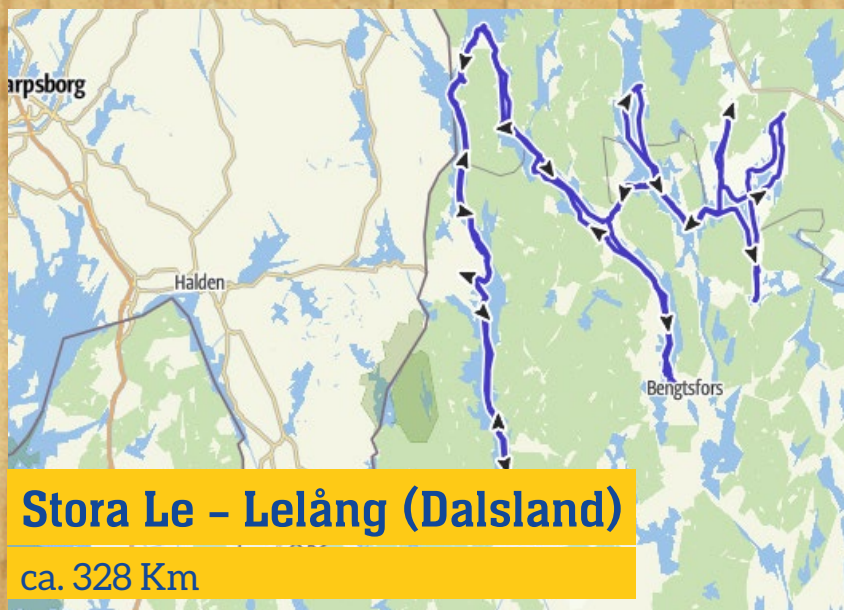 arpsborg
Halden
Bengtsfors
Stora Le – Lelång (Dalsland)
ca. 328 Km